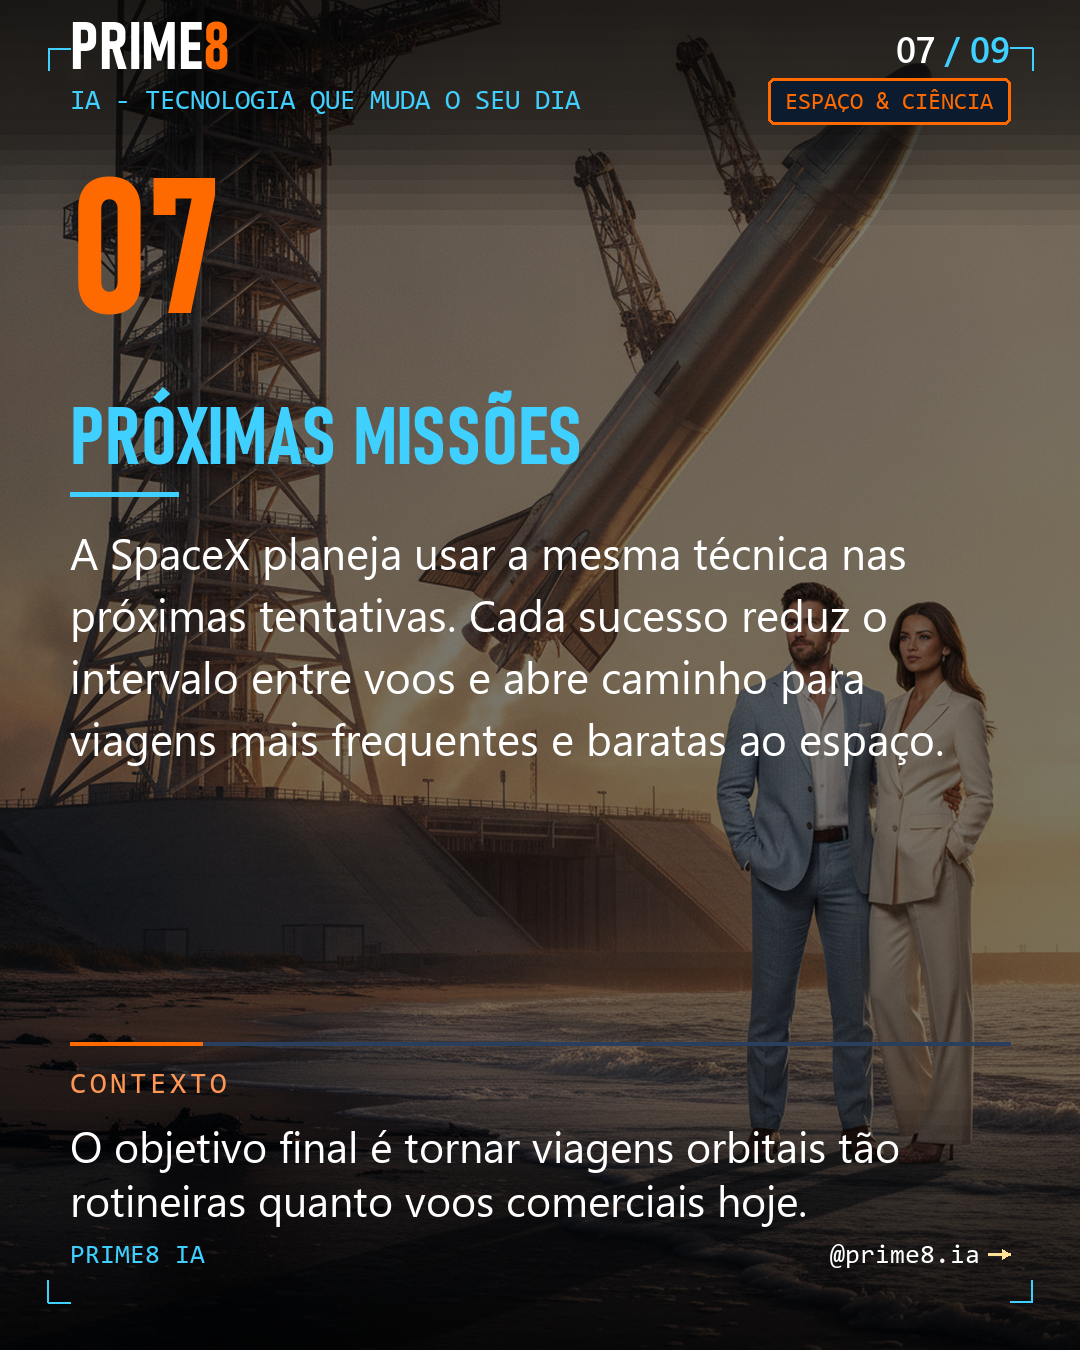 PRIME8
07 / 09
IA - TECNOLOGIA QUE MUDA O SEU DIA
ESPAÇO & CIÊNCIA
07
PRÓXIMAS MISSÕES
A SpaceX planeja usar a mesma técnica nas
próximas tentativas. Cada sucesso reduz o
intervalo entre voos e abre caminho para
viagens mais frequentes e baratas ao espaço.
CONTEXTO
O objetivo final é tornar viagens orbitais tão
rotineiras quanto voos comerciais hoje.
PRIME8 IA
@prime8.ia →